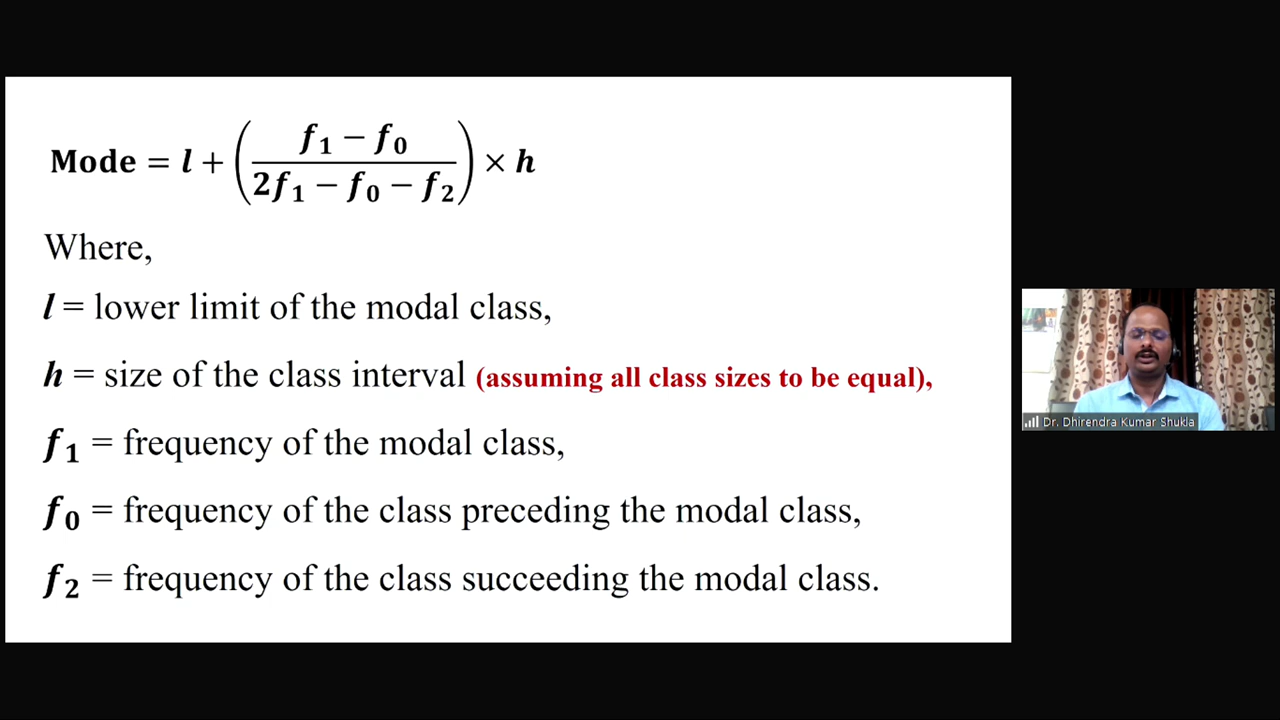 Mode = l + ( (f₁ − f₀) / (2f₁ − f₀ − f₂) ) × h
Where,
l = lower limit of the modal class,
h = size of the class interval (assuming all class sizes to be equal),
f₁ = frequency of the modal class,
f₀ = frequency of the class preceding the modal class,
f₂ = frequency of the class succeeding the modal class.
Dr. Dhirendra Kumar Shukla